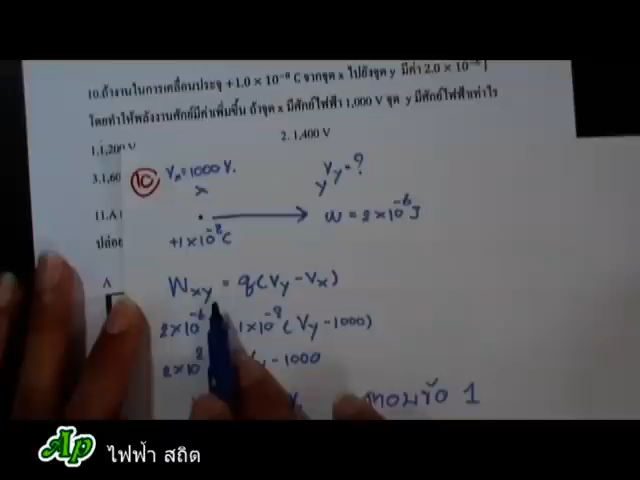 10.ถ้างานในการเคลื่อนประจุ +1.0 × 10⁻⁸ C จากจุด x ไปยังจุด y มีค่า 2.0 × 10⁻⁶ J
โดยทำให้พลังงานศักย์มีค่าเพิ่มขึ้น ถ้าจุด x มีศักย์ไฟฟ้า 1,000 V จุด y มีศักย์ไฟฟ้าเท่าไร
1.1,200 V
2. 1,400 V
3.1,60
10 Vx = 1000 V. Vy = ?
x y
+1×10⁻⁸C W = 2×10⁻⁶J
11.A
ปล่อย
A
Wxy = q(Vy - Vx)
2×10⁻⁶ 1×10⁻⁸ (Vy - 1000)
2×10² - 1000
ตอบข้อ 1
Ap ไฟฟ้า สถิต